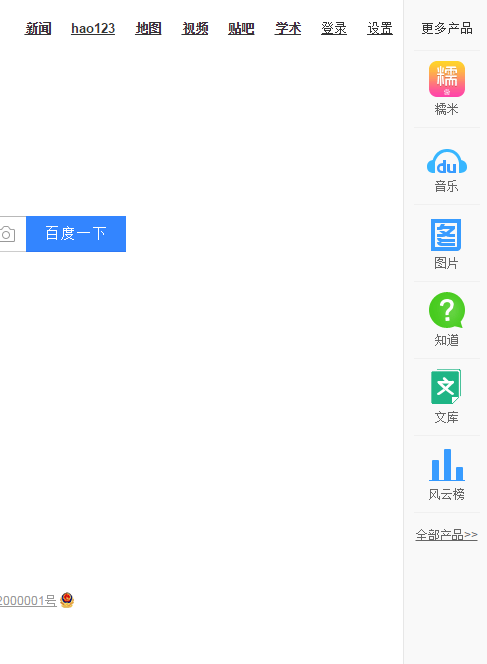 新闻 hao123 地图 视频 贴吧 学术 登录 设置
更多产品
糯
糯米
du
音乐
图片
?
知道
文
文库
风云榜
全部产品>>
百度一下
2000001号